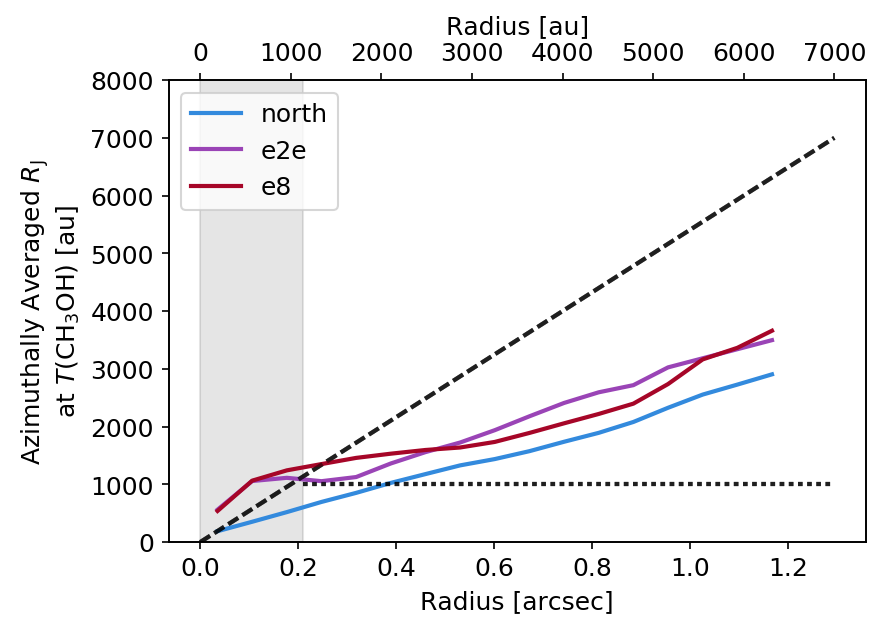 Radius [au]
0 1000 2000 3000 4000 5000 6000 7000
8000
7000
6000
5000
4000
3000
2000
1000
0
Azimuthally Averaged R_J
at T(CH₃OH) [au]
north
e2e
e8
0.0 0.2 0.4 0.6 0.8 1.0 1.2
Radius [arcsec]